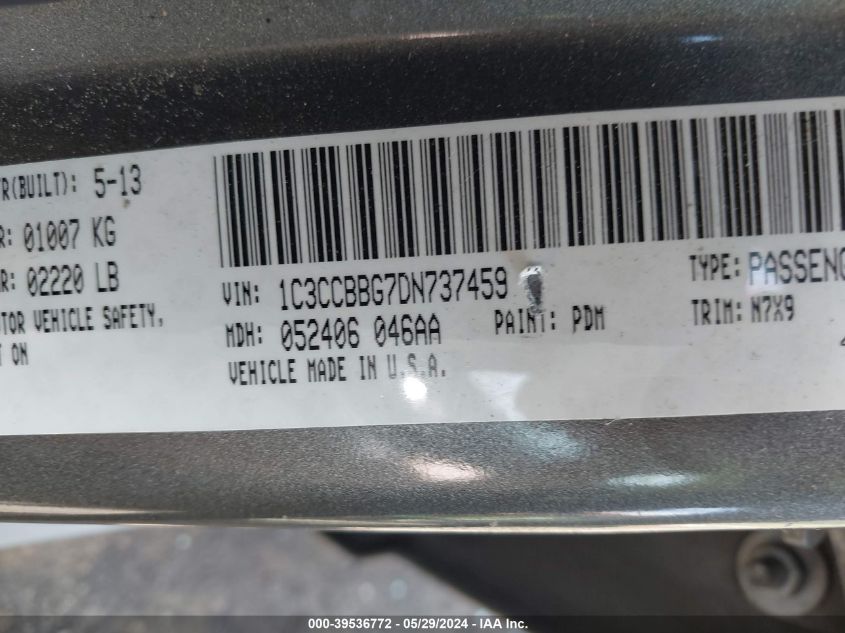 R(BUILT): 5-13
R: 01007 KG
R: 02220 LB
TOR VEHICLE SAFETY,
T ON
VIN: 1C3CCBBG7DN737459
TYPE: PASSENG
MDH: 052406 046AA
PAINT: PDM
TRIM: N7X9
VEHICLE MADE IN U.S.A.
4
000-39536772 - 05/29/2024 - IAA Inc.